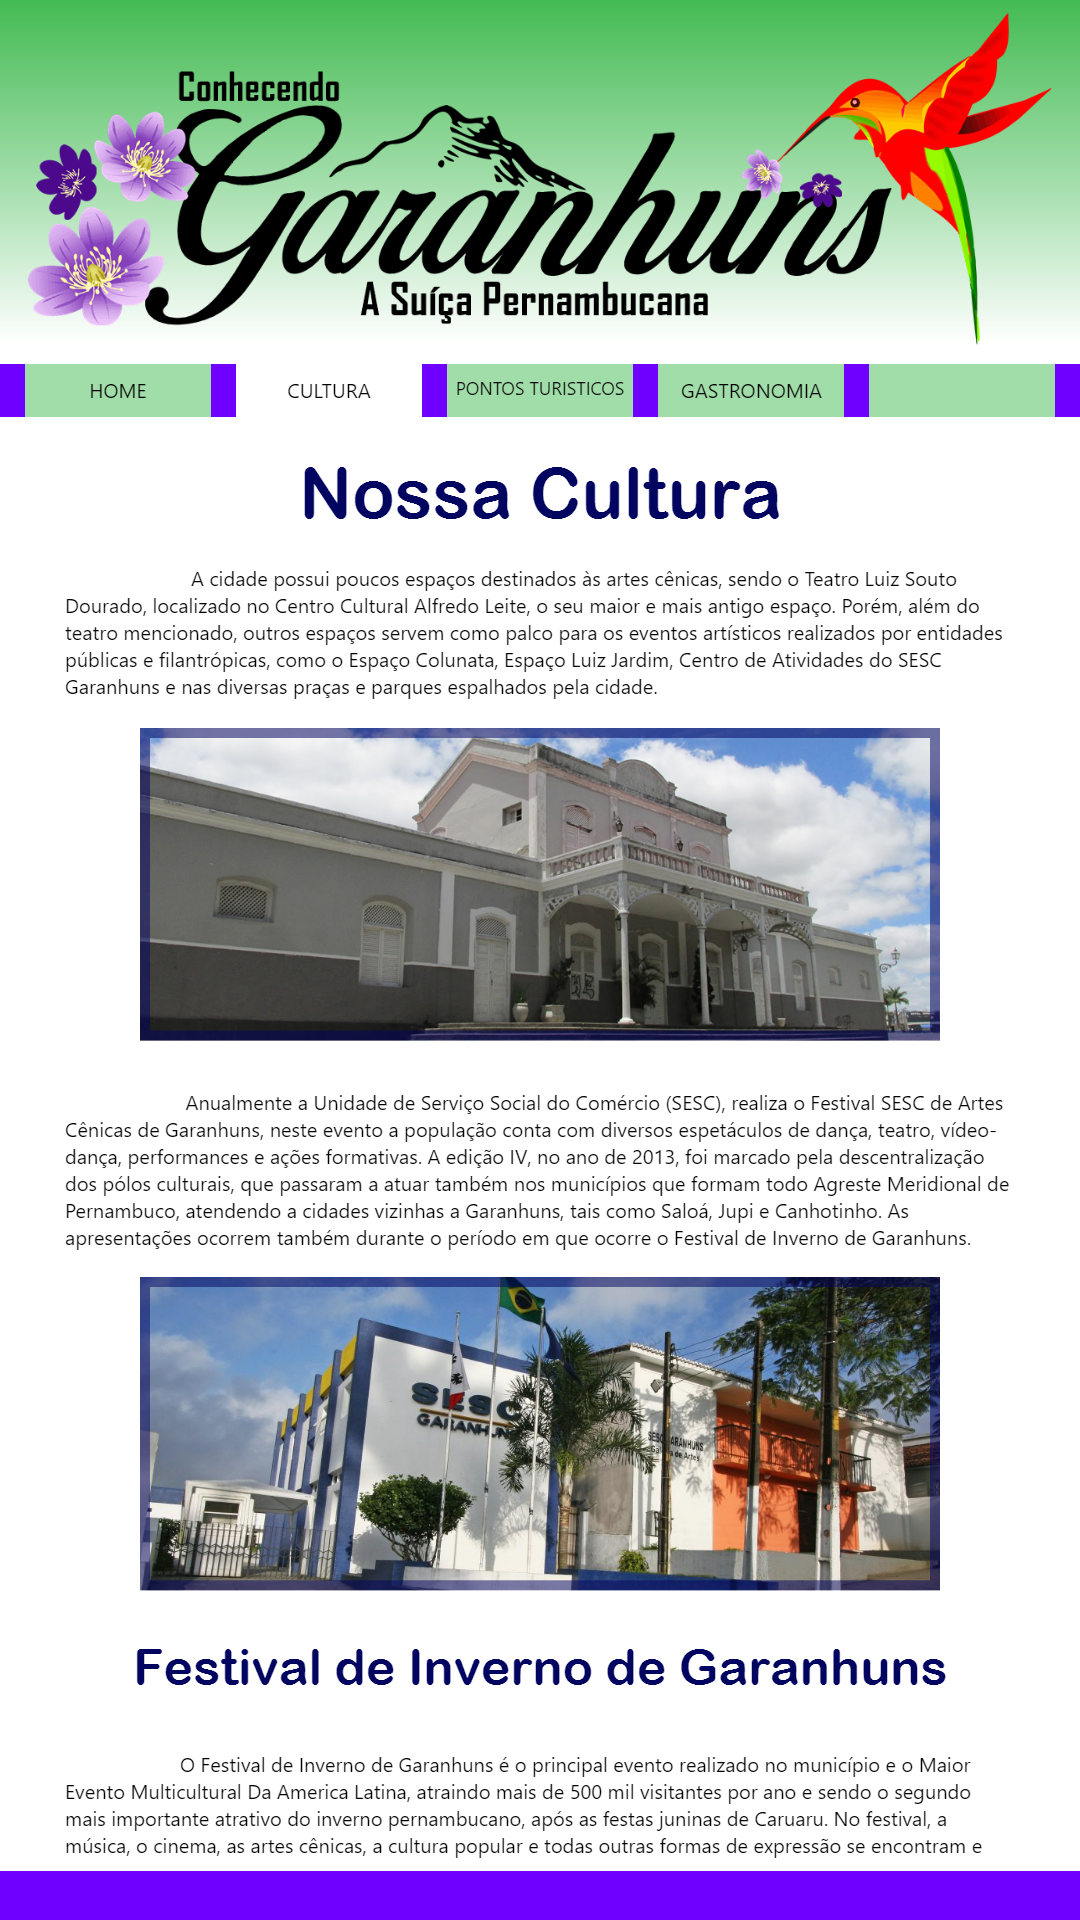 Conhecendo
Garanhuns
A Suíça Pernambucana
HOME
CULTURA
PONTOS TURISTICOS
GASTRONOMIA
Nossa Cultura
A cidade possui poucos espaços destinados às artes cênicas, sendo o Teatro Luiz Souto
Dourado, localizado no Centro Cultural Alfredo Leite, o seu maior e mais antigo espaço. Porém, além do
teatro mencionado, outros espaços servem como palco para os eventos artísticos realizados por entidades
públicas e filantrópicas, como o Espaço Colunata, Espaço Luiz Jardim, Centro de Atividades do SESC
Garanhuns e nas diversas praças e parques espalhados pela cidade.
Anualmente a Unidade de Serviço Social do Comércio (SESC), realiza o Festival SESC de Artes
Cênicas de Garanhuns, neste evento a população conta com diversos espetáculos de dança, teatro, vídeo-
dança, performances e ações formativas. A edição IV, no ano de 2013, foi marcado pela descentralização
dos pólos culturais, que passaram a atuar também nos municípios que formam todo Agreste Meridional de
Pernambuco, atendendo a cidades vizinhas a Garanhuns, tais como Saloá, Jupi e Canhotinho. As
apresentações ocorrem também durante o período em que ocorre o Festival de Inverno de Garanhuns.
SESC
GARANHUNS
SESC GARANHUNS
Galeria de Artes
Festival de Inverno de Garanhuns
O Festival de Inverno de Garanhuns é o principal evento realizado no município e o Maior
Evento Multicultural Da America Latina, atraindo mais de 500 mil visitantes por ano e sendo o segundo
mais importante atrativo do inverno pernambucano, após as festas juninas de Caruaru. No festival, a
música, o cinema, as artes cênicas, a cultura popular e todas outras formas de expressão se encontram e